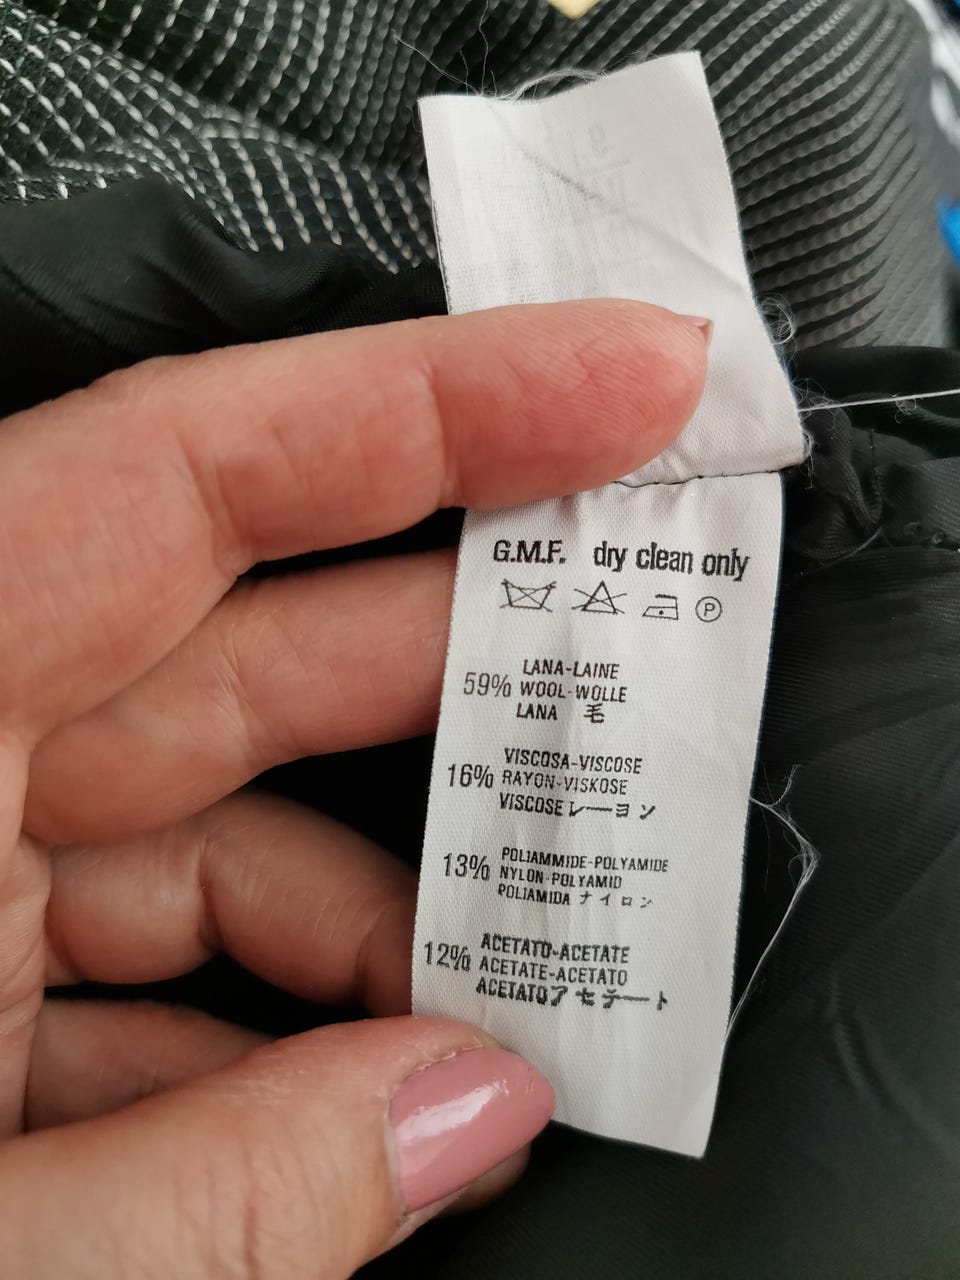 G.M.F. dry clean only
P
59%
LANA-LAINE
WOOL-WOLLE
LANA 毛
16%
VISCOSA-VISCOSE
RAYON-VISKOSE
VISCOSE レーヨン
13%
POLIAMMIDE-POLYAMIDE
NYLON-POLYAMID
POLIAMIDA ナイロン
12%
ACETATO-ACETATE
ACETATE-ACETATO
ACETATO アセテート